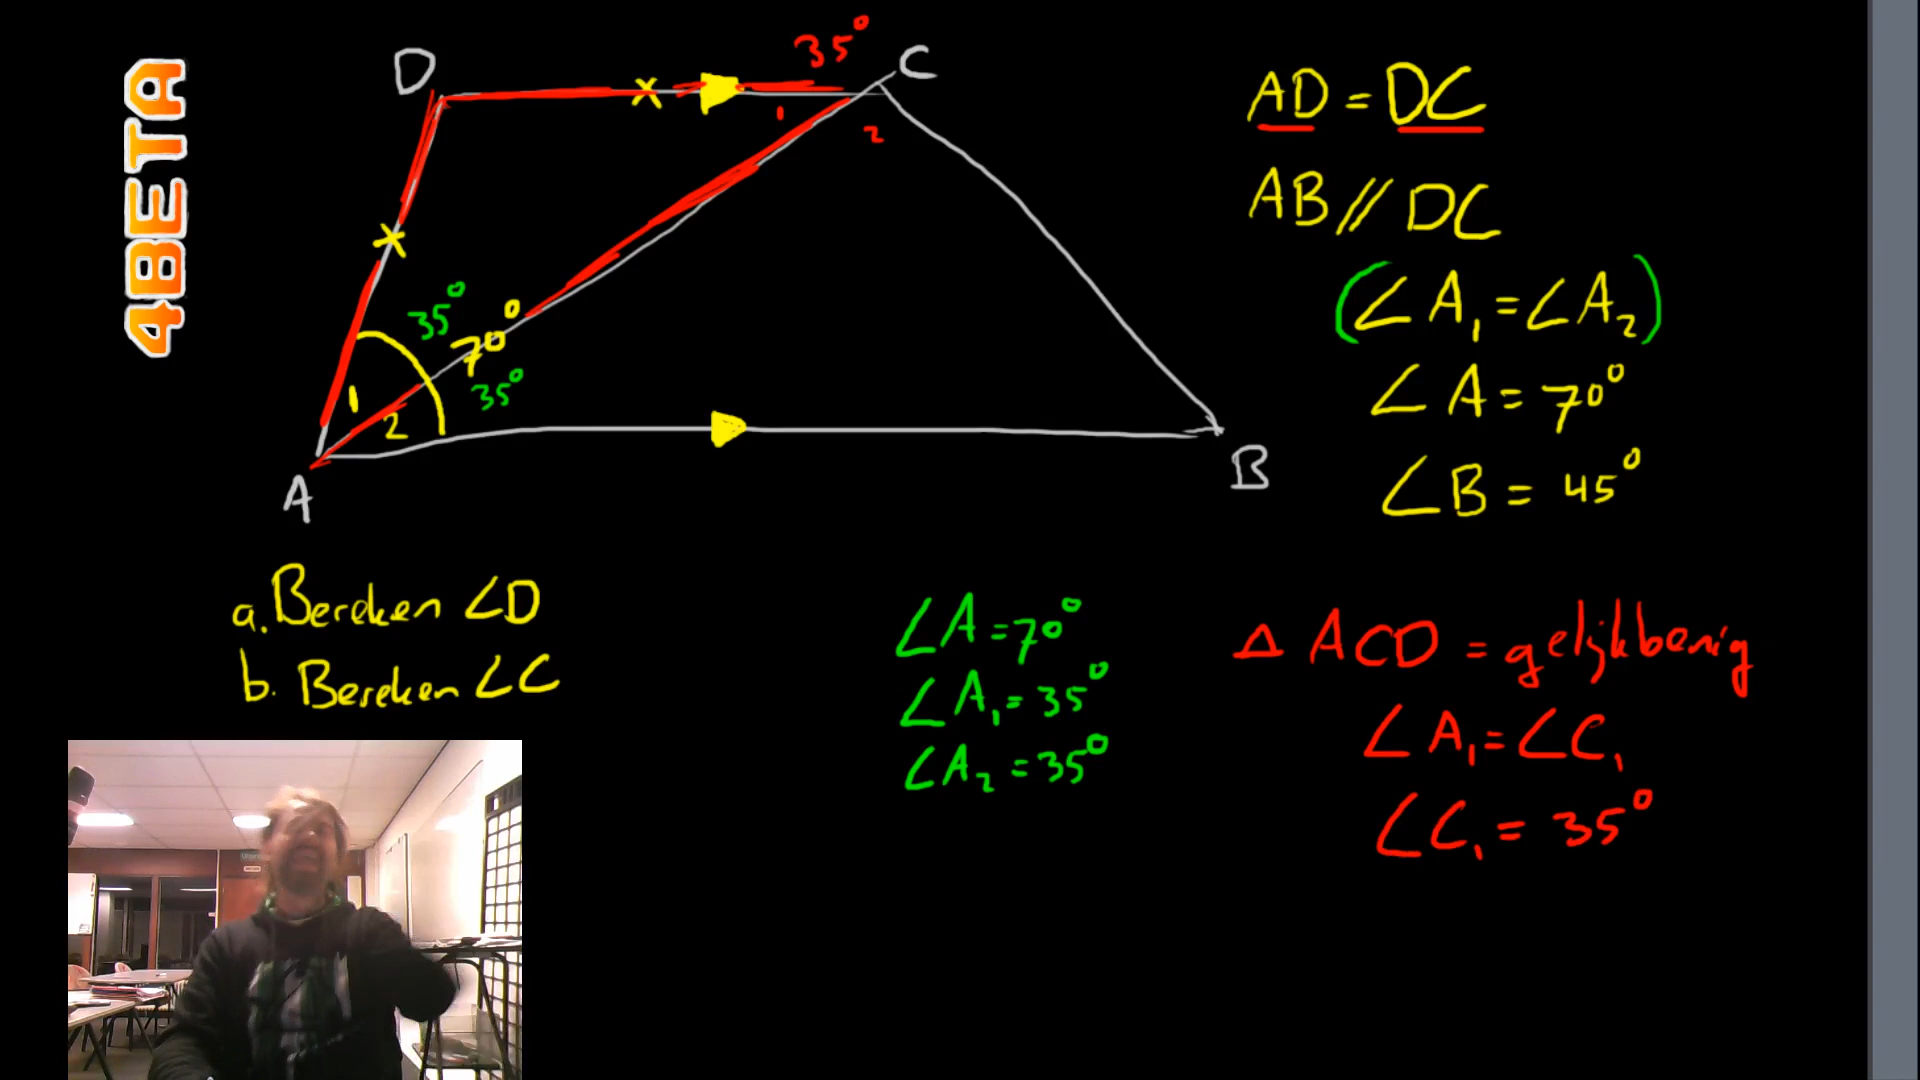 4BETA
D
C
35°
1
2
35°
70°
35°
1
2
A
B
AD = DC
AB // DC
(∠A₁ = ∠A₂)
∠A = 70°
∠B = 45°
a. Bereken ∠D
b. Bereken ∠C
∠A = 70°
∠A₁ = 35°
∠A₂ = 35°
Δ ACD = gelijkbenig
∠A₁ = ∠C₁
∠C₁ = 35°